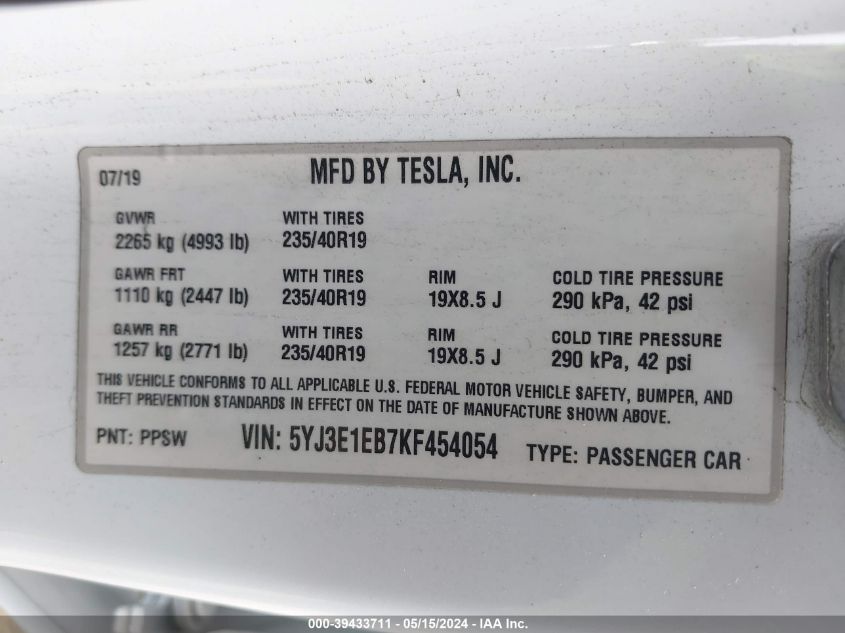 07/19 MFD BY TESLA, INC.
GVWR WITH TIRES
2265 kg (4993 lb) 235/40R19
GAWR FRT WITH TIRES RIM COLD TIRE PRESSURE
1110 kg (2447 lb) 235/40R19 19X8.5 J 290 kPa, 42 psi
GAWR RR WITH TIRES RIM COLD TIRE PRESSURE
1257 kg (2771 lb) 235/40R19 19X8.5 J 290 kPa, 42 psi
THIS VEHICLE CONFORMS TO ALL APPLICABLE U.S. FEDERAL MOTOR VEHICLE SAFETY, BUMPER, AND
THEFT PREVENTION STANDARDS IN EFFECT ON THE DATE OF MANUFACTURE SHOWN ABOVE.
PNT: PPSW VIN: 5YJ3E1EB7KF454054 TYPE: PASSENGER CAR
000-39433711 - 05/15/2024 - IAA Inc.